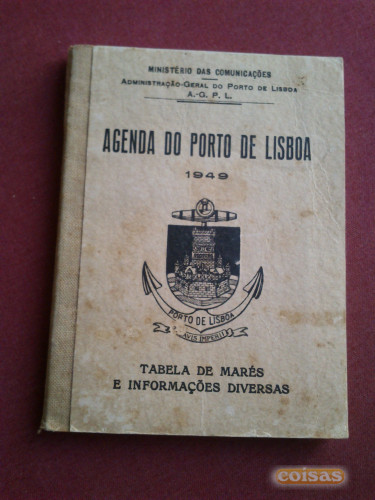 MINISTÉRIO DAS COMUNICAÇÕES
ADMINISTRAÇÃO-GERAL DO PORTO DE LISBOA
A.-G. P. L.
AGENDA DO PORTO DE LISBOA
1949
PORTO DE LISBOA
TABELA DE MARÉS
E INFORMAÇÕES DIVERSAS
coisas